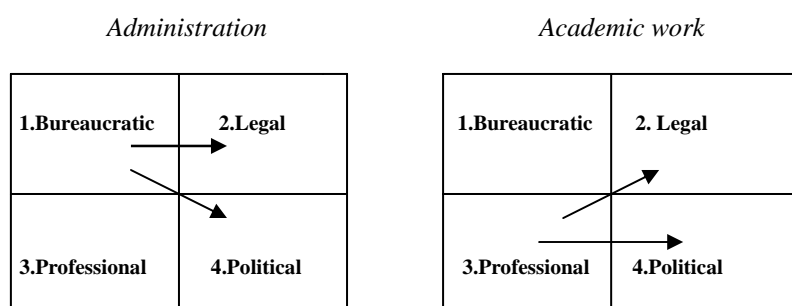 Administration
Academic work
1.Bureaucratic
2.Legal
1.Bureaucratic
2. Legal
3.Professional
4.Political
3.Professional
4.Political